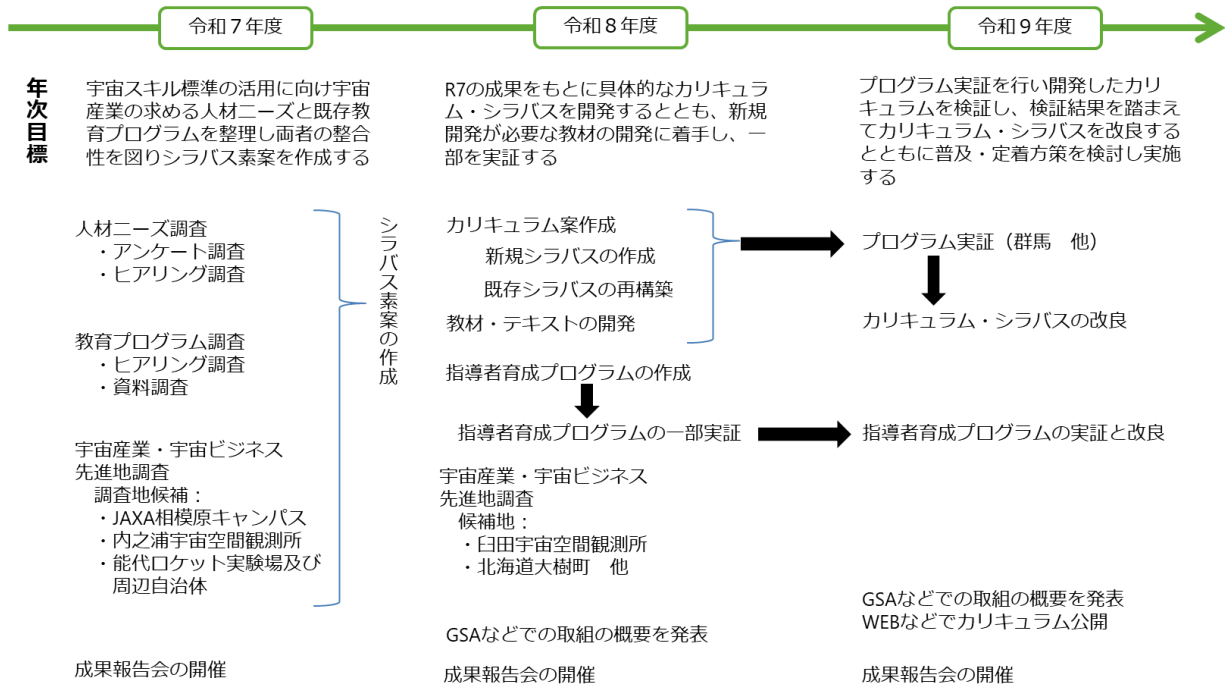 令和７年度
令和８年度
令和９年度
年次目標
宇宙スキル標準の活用に向け宇宙
産業の求める人材ニーズと既存教
育プログラムを整理し両者の整合
性を図りシラバス素案を作成する
R7の成果をもとに具体的なカリキュラ
ム・シラバスを開発するととも、新規
開発が必要な教材の開発に着手し、一
部を実証する
プログラム実証を行い開発したカリ
キュラムを検証し、検証結果を踏まえ
てカリキュラム・シラバスを改良する
とともに普及・定着方策を検討し実施
する
人材ニーズ調査
・アンケート調査
・ヒアリング調査
教育プログラム調査
・ヒアリング調査
・資料調査
宇宙産業・宇宙ビジネス
先進地調査
調査地候補：
・JAXA相模原キャンパス
・内之浦宇宙空間観測所
・能代ロケット実験場及び
周辺自治体
成果報告会の開催
シラバス素案の作成
カリキュラム案作成
新規シラバスの作成
既存シラバスの再構築
教材・テキストの開発
指導者育成プログラムの作成
指導者育成プログラムの一部実証
宇宙産業・宇宙ビジネス
先進地調査
候補地：
・臼田宇宙空間観測所
・北海道大樹町　他
GSAなどでの取組の概要を発表
成果報告会の開催
プログラム実証（群馬　他）
カリキュラム・シラバスの改良
指導者育成プログラムの実証と改良
GSAなどでの取組の概要を発表
WEBなどでカリキュラム公開
成果報告会の開催